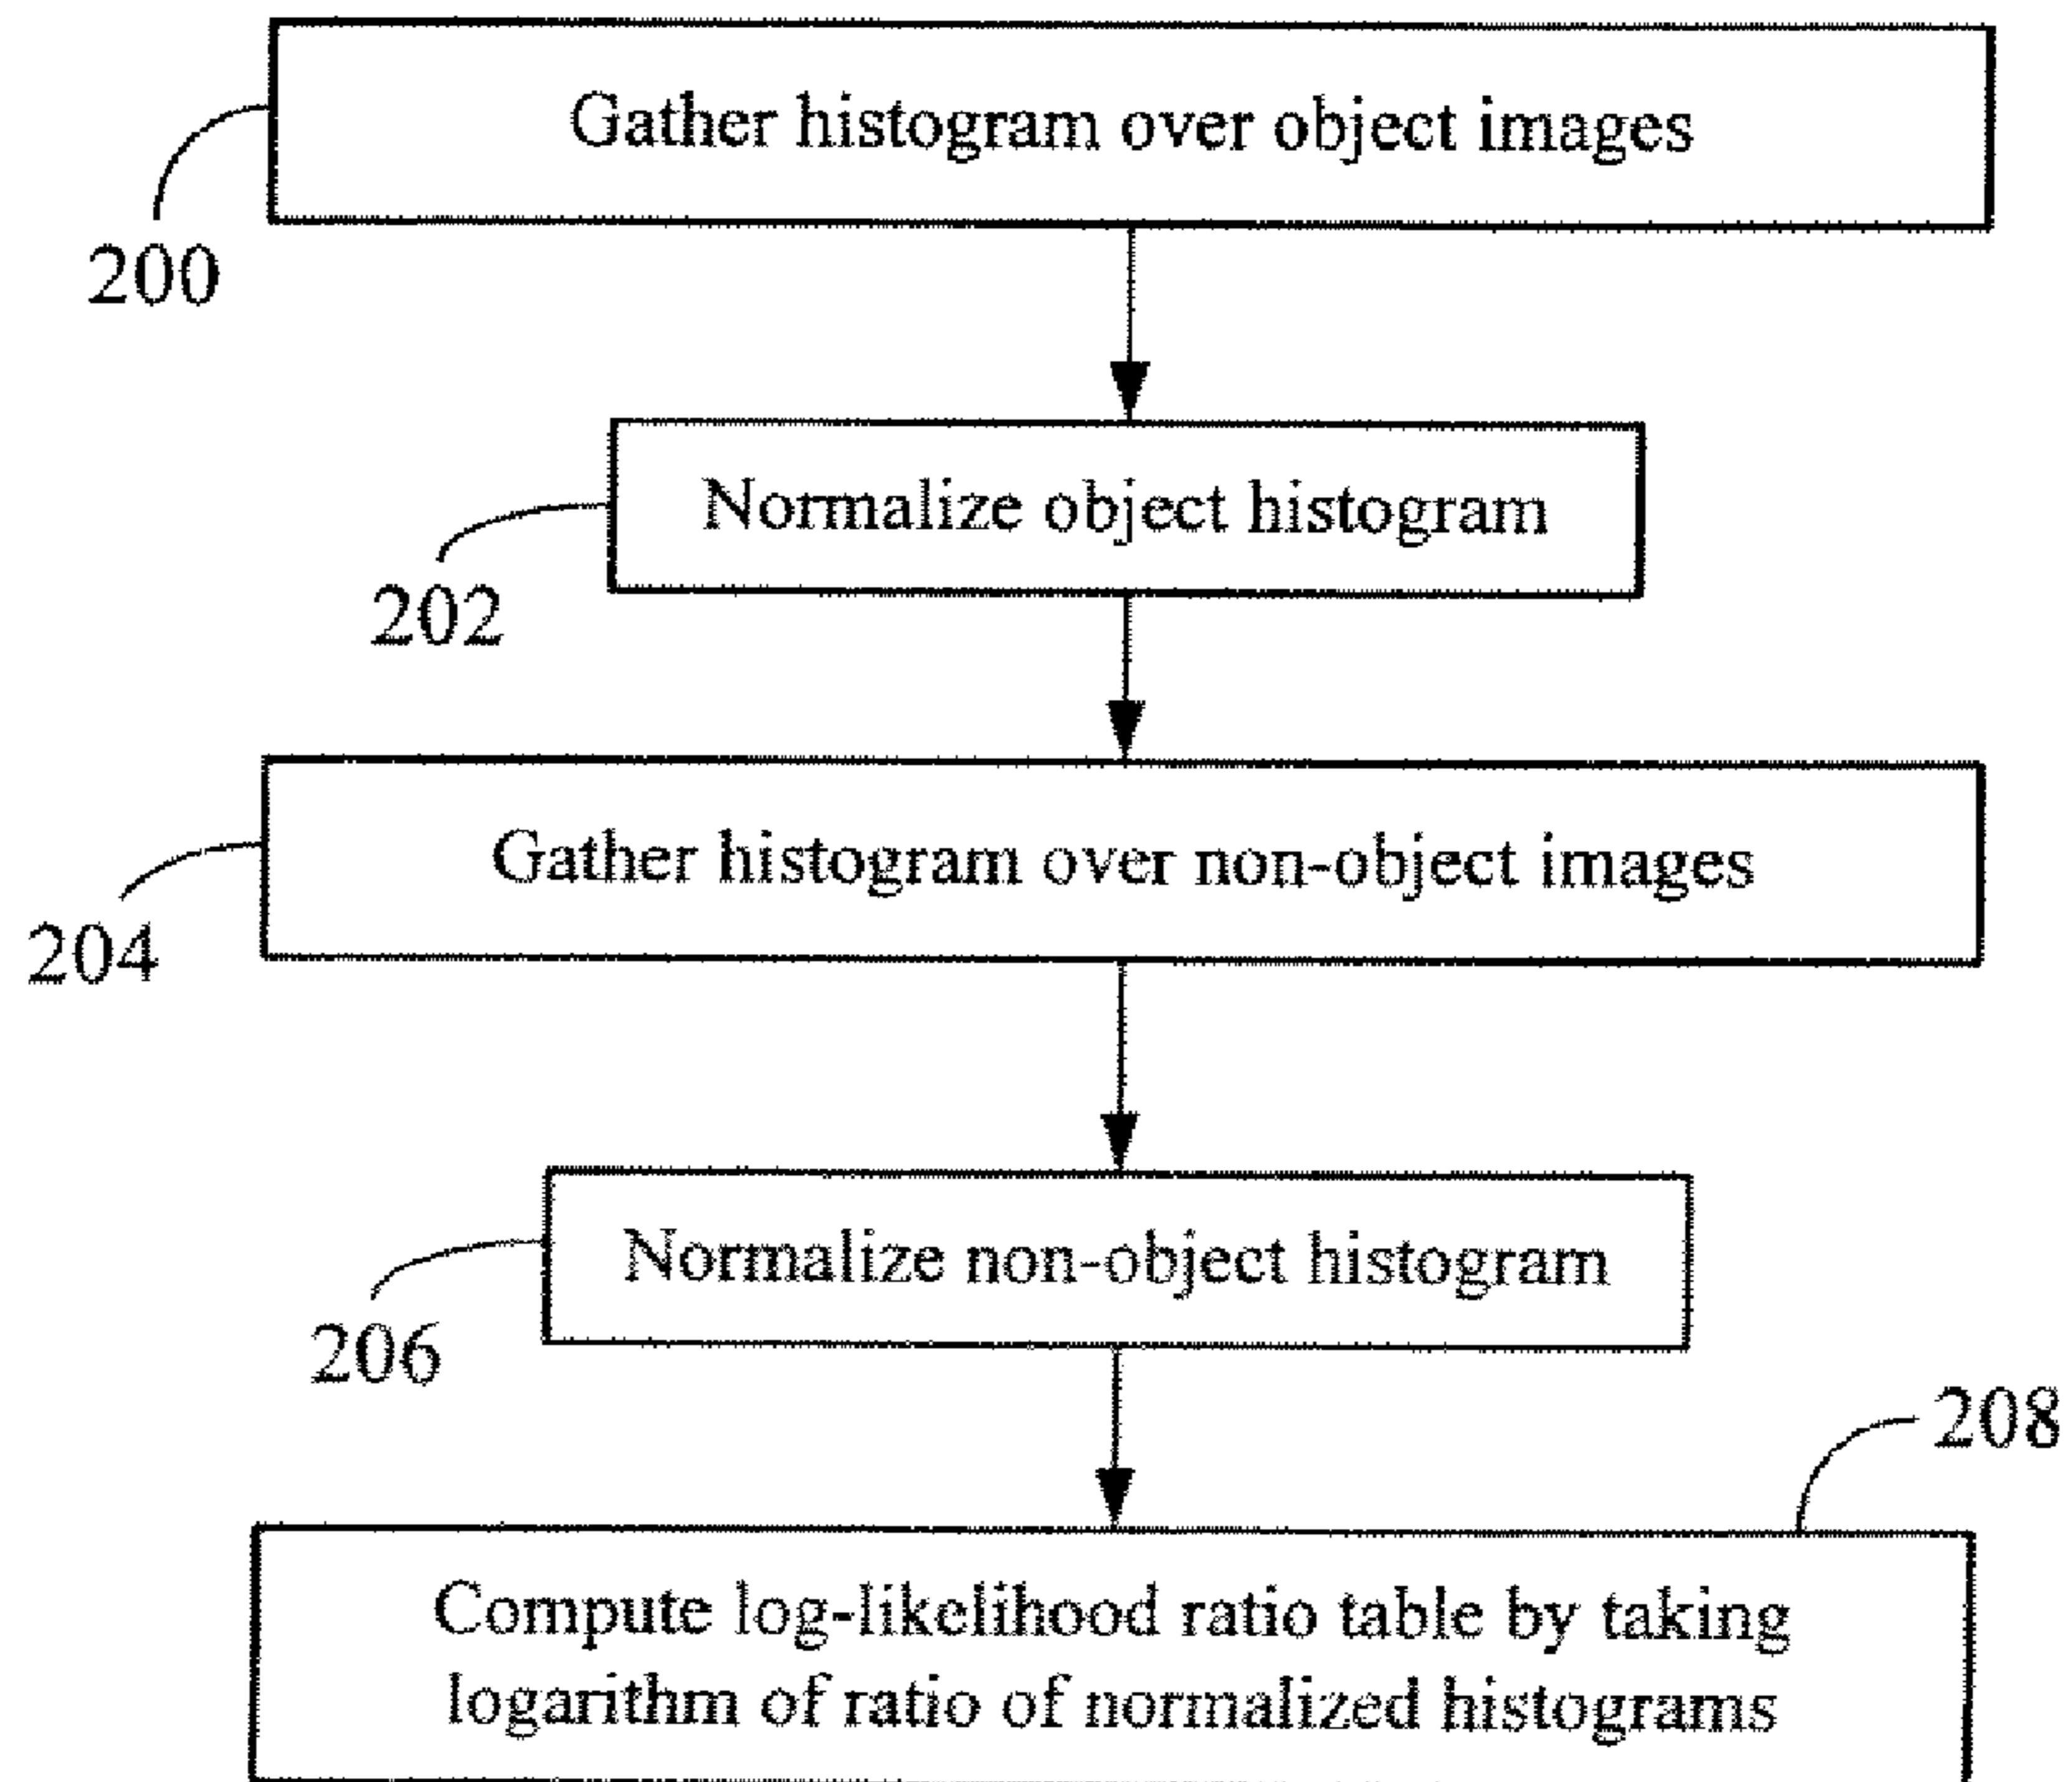 Gather histogram over object images
200
Normalize object histogram
202
Gather histogram over non-object images
204
Normalize non-object histogram
206
208
Compute log-likelihood ratio table by taking
logarithm of ratio of normalized histograms